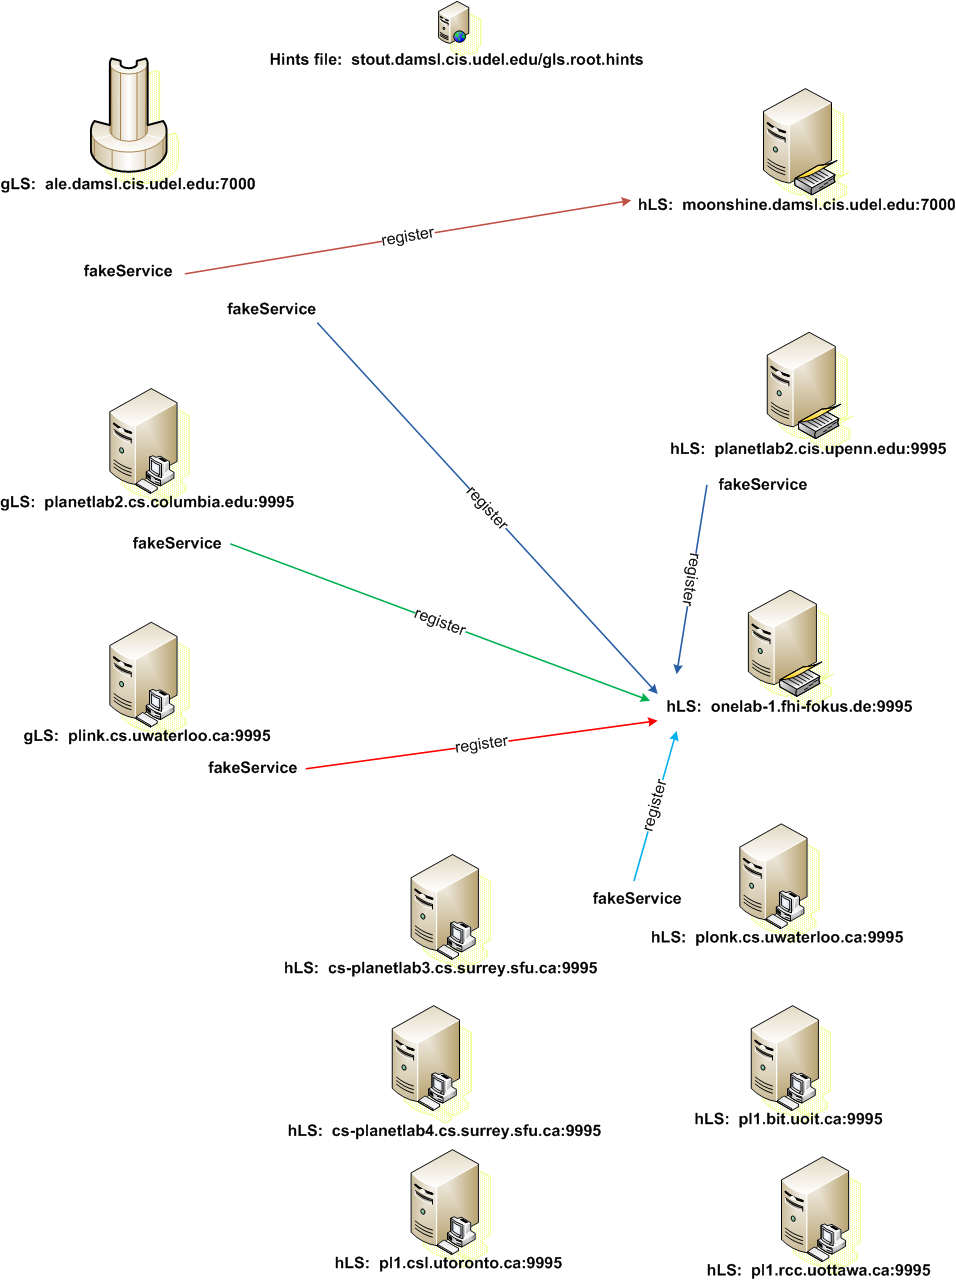 Hints file: stout.damsl.cis.udel.edu/gls.root.hints
gLS: ale.damsl.cis.udel.edu:7000
hLS: moonshine.damsl.cis.udel.edu:7000
register
fakeService
fakeService
hLS: planetlab2.cis.upenn.edu:9995
fakeService
gLS: planetlab2.cs.columbia.edu:9995
register
fakeService
register
register
hLS: onelab-1.fhi-fokus.de:9995
gLS: plink.cs.uwaterloo.ca:9995
register
fakeService
register
fakeService
hLS: plonk.cs.uwaterloo.ca:9995
hLS: cs-planetlab3.cs.surrey.sfu.ca:9995
hLS: pl1.bit.uoit.ca:9995
hLS: cs-planetlab4.cs.surrey.sfu.ca:9995
hLS: pl1.csl.utoronto.ca:9995
hLS: pl1.rcc.uottawa.ca:9995